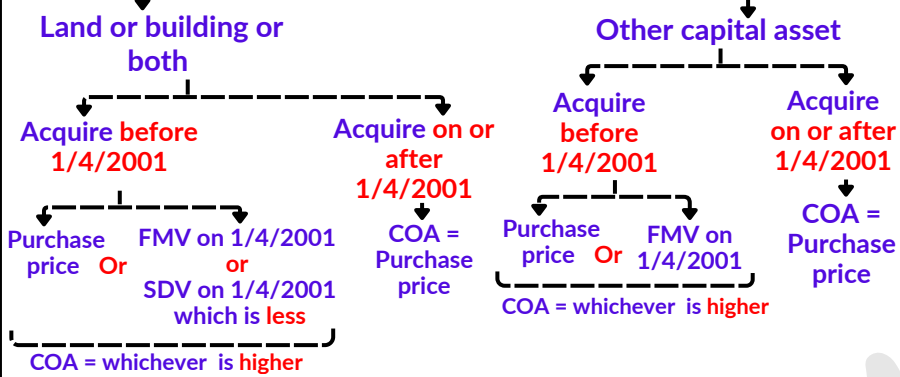 Land or building or
both
Acquire before
1/4/2001
Purchase
price Or
FMV on 1/4/2001
or
SDV on 1/4/2001
which is less
COA = whichever is higher
Acquire on or
after
1/4/2001
COA =
Purchase
price
Other capital asset
Acquire
before
1/4/2001
Purchase
price Or
FMV on
1/4/2001
COA = whichever is higher
Acquire
on or after
1/4/2001
COA =
Purchase
price